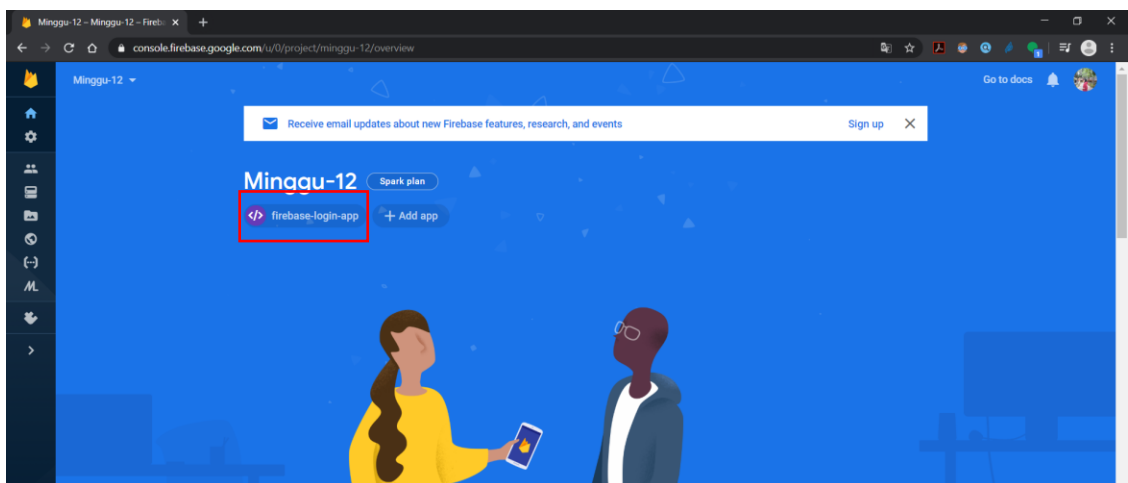 Minggu-12 – Minggu-12 – Fireba
console.firebase.google.com/u/0/project/minggu-12/overview
Minggu-12
Go to docs
Receive email updates about new Firebase features, research, and events
Sign up
Minggu-12
Spark plan
</> firebase-login-app
+ Add app